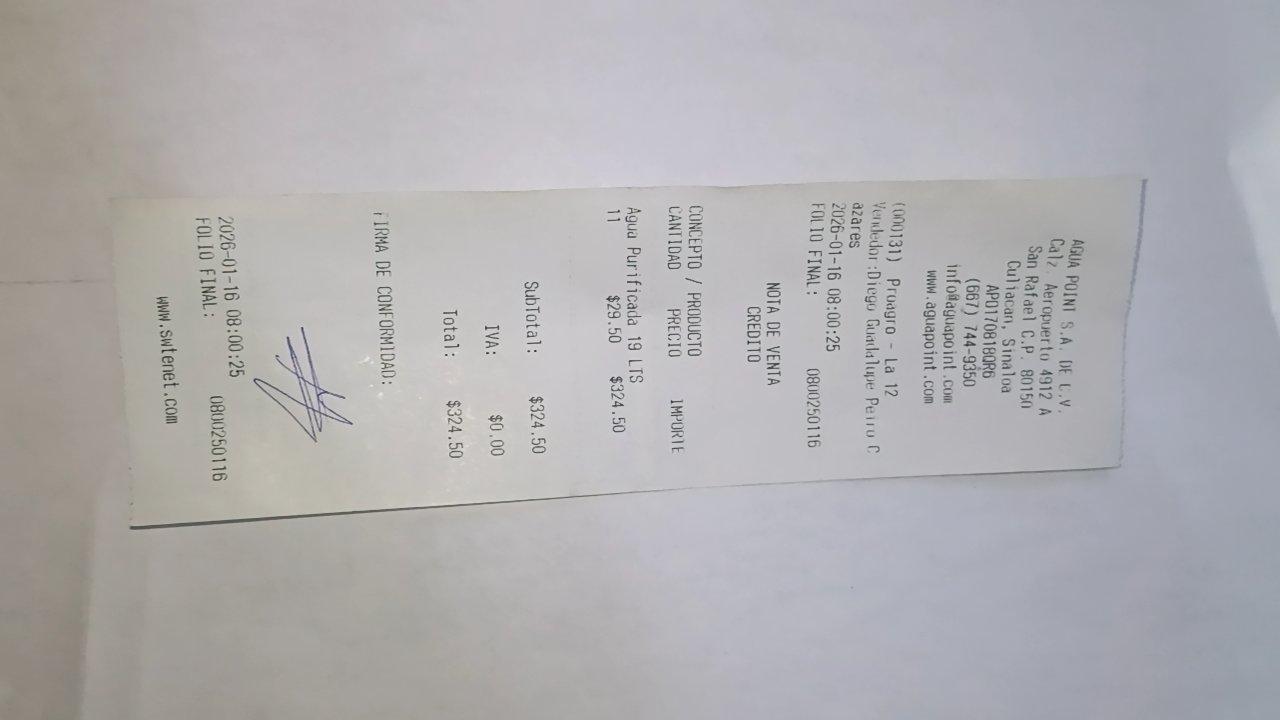 AGUA POINT S.A. DE C.V.
Calz. Aeropuerto 4912 A
San Rafael C.P. 80150
Culiacan, Sinaloa
APO170818QR6
(667) 744-9350
info@aguapoint.com
www.aguapoint.com
(000131) Proagro - La 12
Vendedor:Diego Guadalupe Peiro C
azares
2026-01-16 08:00:25
FOLIO FINAL: 0800250116
NOTA DE VENTA
CREDITO
CONCEPTO / PRODUCTO
CANTIDAD PRECIO IMPORTE
Agua Purificada 19 LTS
11 $29.50 $324.50
SubTotal: $324.50
IVA: $0.00
Total: $324.50
FIRMA DE CONFORMIDAD:
2026-01-16 08:00:25
FOLIO FINAL: 0800250116
www.swtenet.com